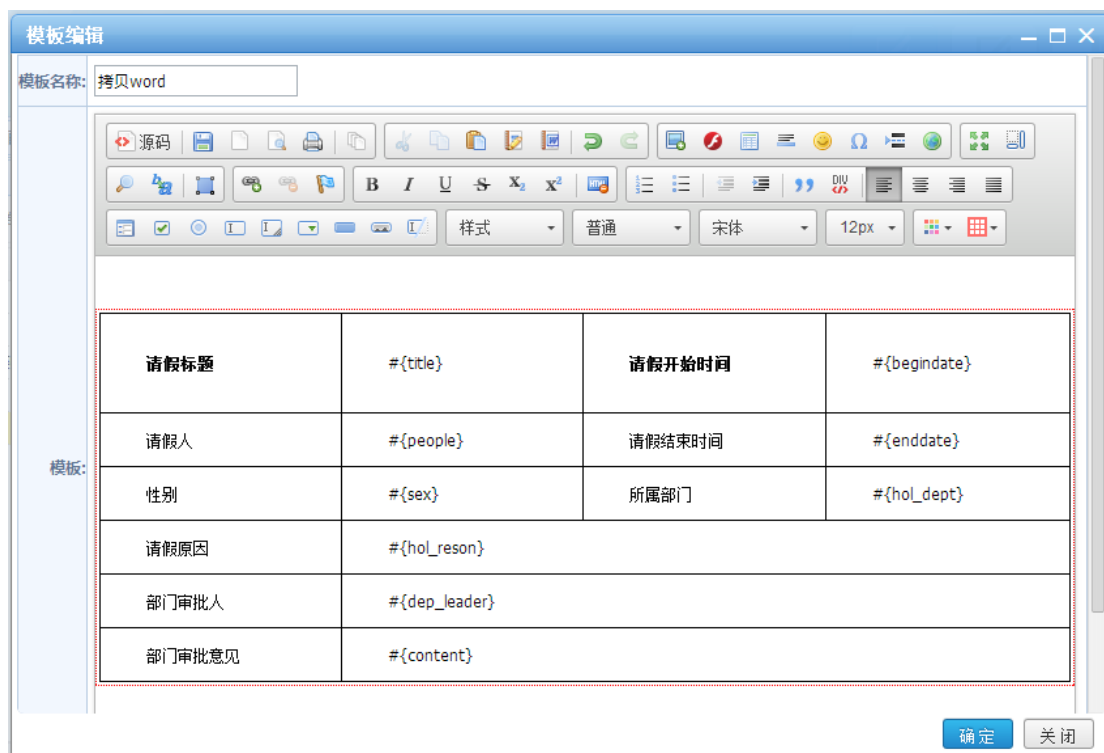 模板编辑
模板名称: 拷贝word
源码
B I U S X₂ X² HTML DIV
样式 普通 宋体 12px
请假标题 #{title} 请假开始时间 #{begindate}
请假人 #{people} 请假结束时间 #{enddate}
模板:
性别 #{sex} 所属部门 #{hol_dept}
请假原因 #{hol_reson}
部门审批人 #{dep_leader}
部门审批意见 #{content}
确定 关闭